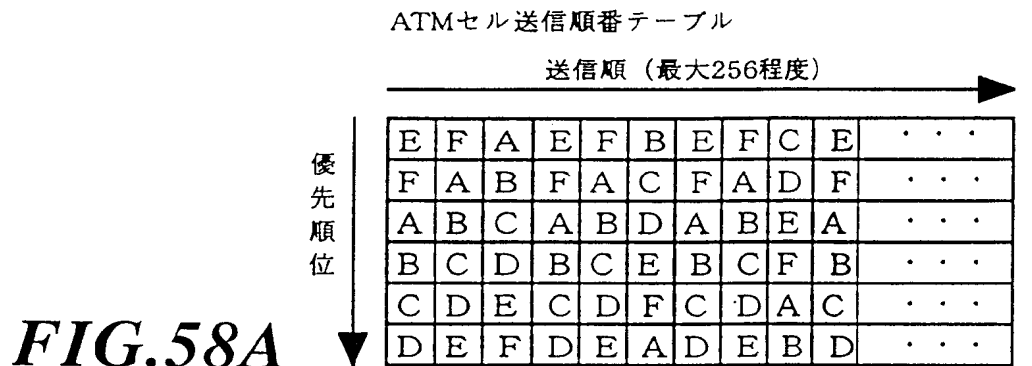 ATMセル送信順番テーブル
送信順（最大256程度）
優先順位
E F A E F B E F C E ・・・
F A B F A C F A D F ・・・
A B C A B D A B E A ・・・
B C D B C E B C F B ・・・
C D E C D F C D A C ・・・
D E F D E A D E B D ・・・
FIG.58A